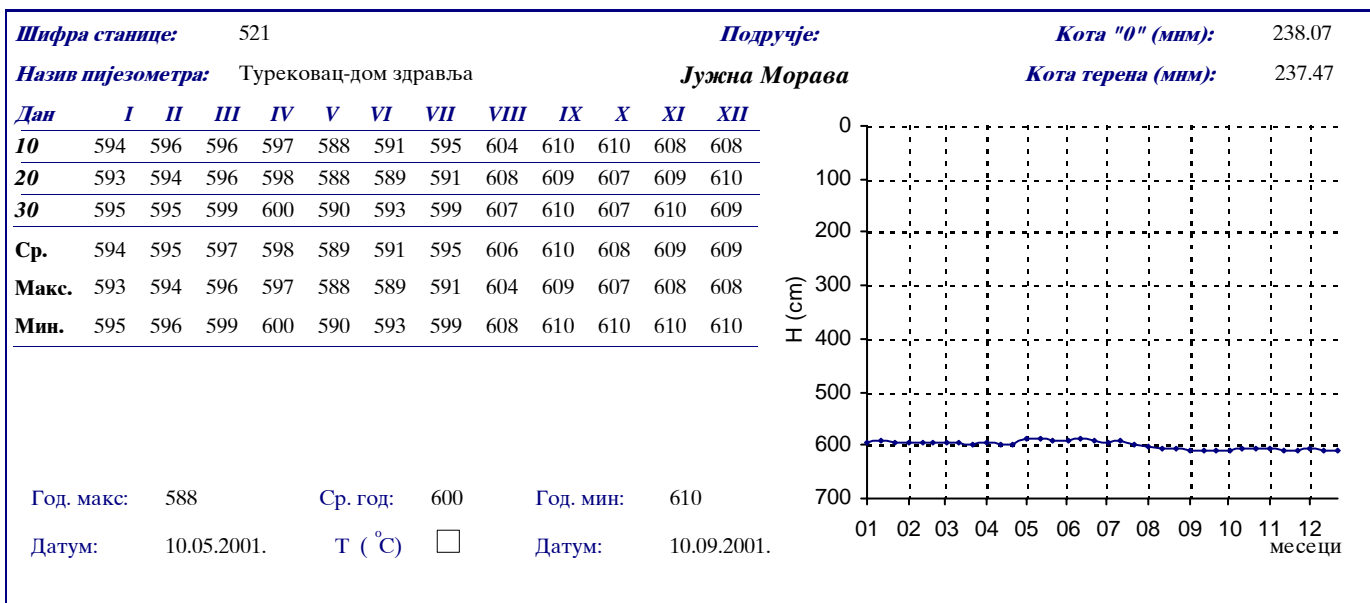 Шифра станице: 521 Подручје: Кота "0" (мнм): 238.07
Назив пијезометра: Турековац-дом здравља Јужна Морава Кота терена (мнм): 237.47
Дан I II III IV V VI VII VIII IX X XI XII
10 594 596 596 597 588 591 595 604 610 610 608 608
20 593 594 596 598 588 589 591 608 609 607 609 610
30 595 595 599 600 590 593 599 607 610 607 610 609
Ср. 594 595 597 598 589 591 595 606 610 608 609 609
Макс. 593 594 596 597 588 589 591 604 609 607 608 608
Мин. 595 596 599 600 590 593 599 608 610 610 610 610
0
100
200
300
400
500
600
700
H (cm)
01 02 03 04 05 06 07 08 09 10 11 12
месеци
Год. макс: 588 Ср. год: 600 Год. мин: 610
Датум: 10.05.2001. Т ( °C) Датум: 10.09.2001.